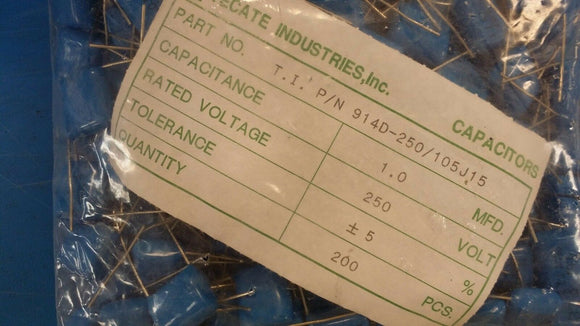 INDUSTRIES,Inc.
CAPACITORS
PART NO. T.I. P/N 914D-250/105J15
CAPACITANCE 1.0 MFD.
RATED VOLTAGE 250 VOLT
TOLERANCE ±5 %
QUANTITY 200 PCS.